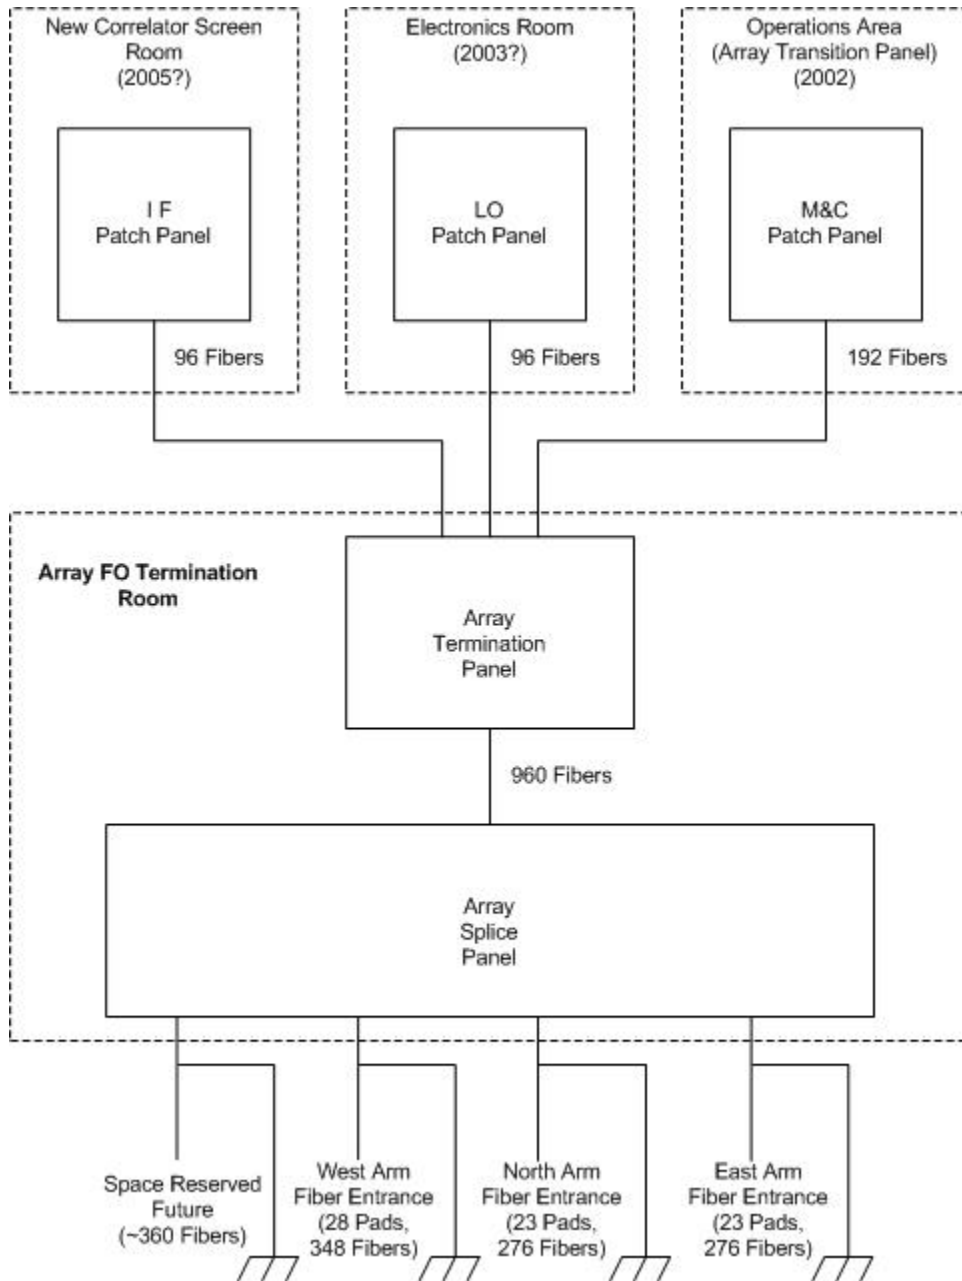 New Correlator Screen
Room
(2005?)
Electronics Room
(2003?)
Operations Area
(Array Transition Panel)
(2002)
I F
Patch Panel
LO
Patch Panel
M&C
Patch Panel
96 Fibers
96 Fibers
192 Fibers
Array FO Termination
Room
Array
Termination
Panel
960 Fibers
Array
Splice
Panel
Space Reserved
Future
(~360 Fibers)
West Arm
Fiber Entrance
(28 Pads,
348 Fibers)
North Arm
Fiber Entrance
(23 Pads,
276 Fibers)
East Arm
Fiber Entrance
(23 Pads,
276 Fibers)